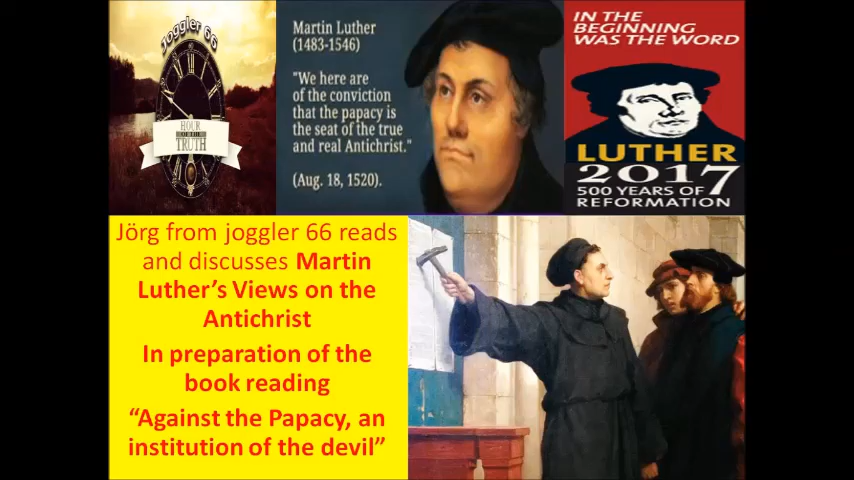 Joggler 66
HOUR
TRUTH
Martin Luther
(1483-1546)
"We here are
of the conviction
that the papacy is
the seat of the true
and real Antichrist."
(Aug. 18, 1520).
IN THE
BEGINNING
WAS THE WORD
LUTHER
2017
500 YEARS OF
REFORMATION
Jörg from joggler 66 reads
and discusses Martin
Luther's Views on the
Antichrist
In preparation of the
book reading
“Against the Papacy, an
institution of the devil”